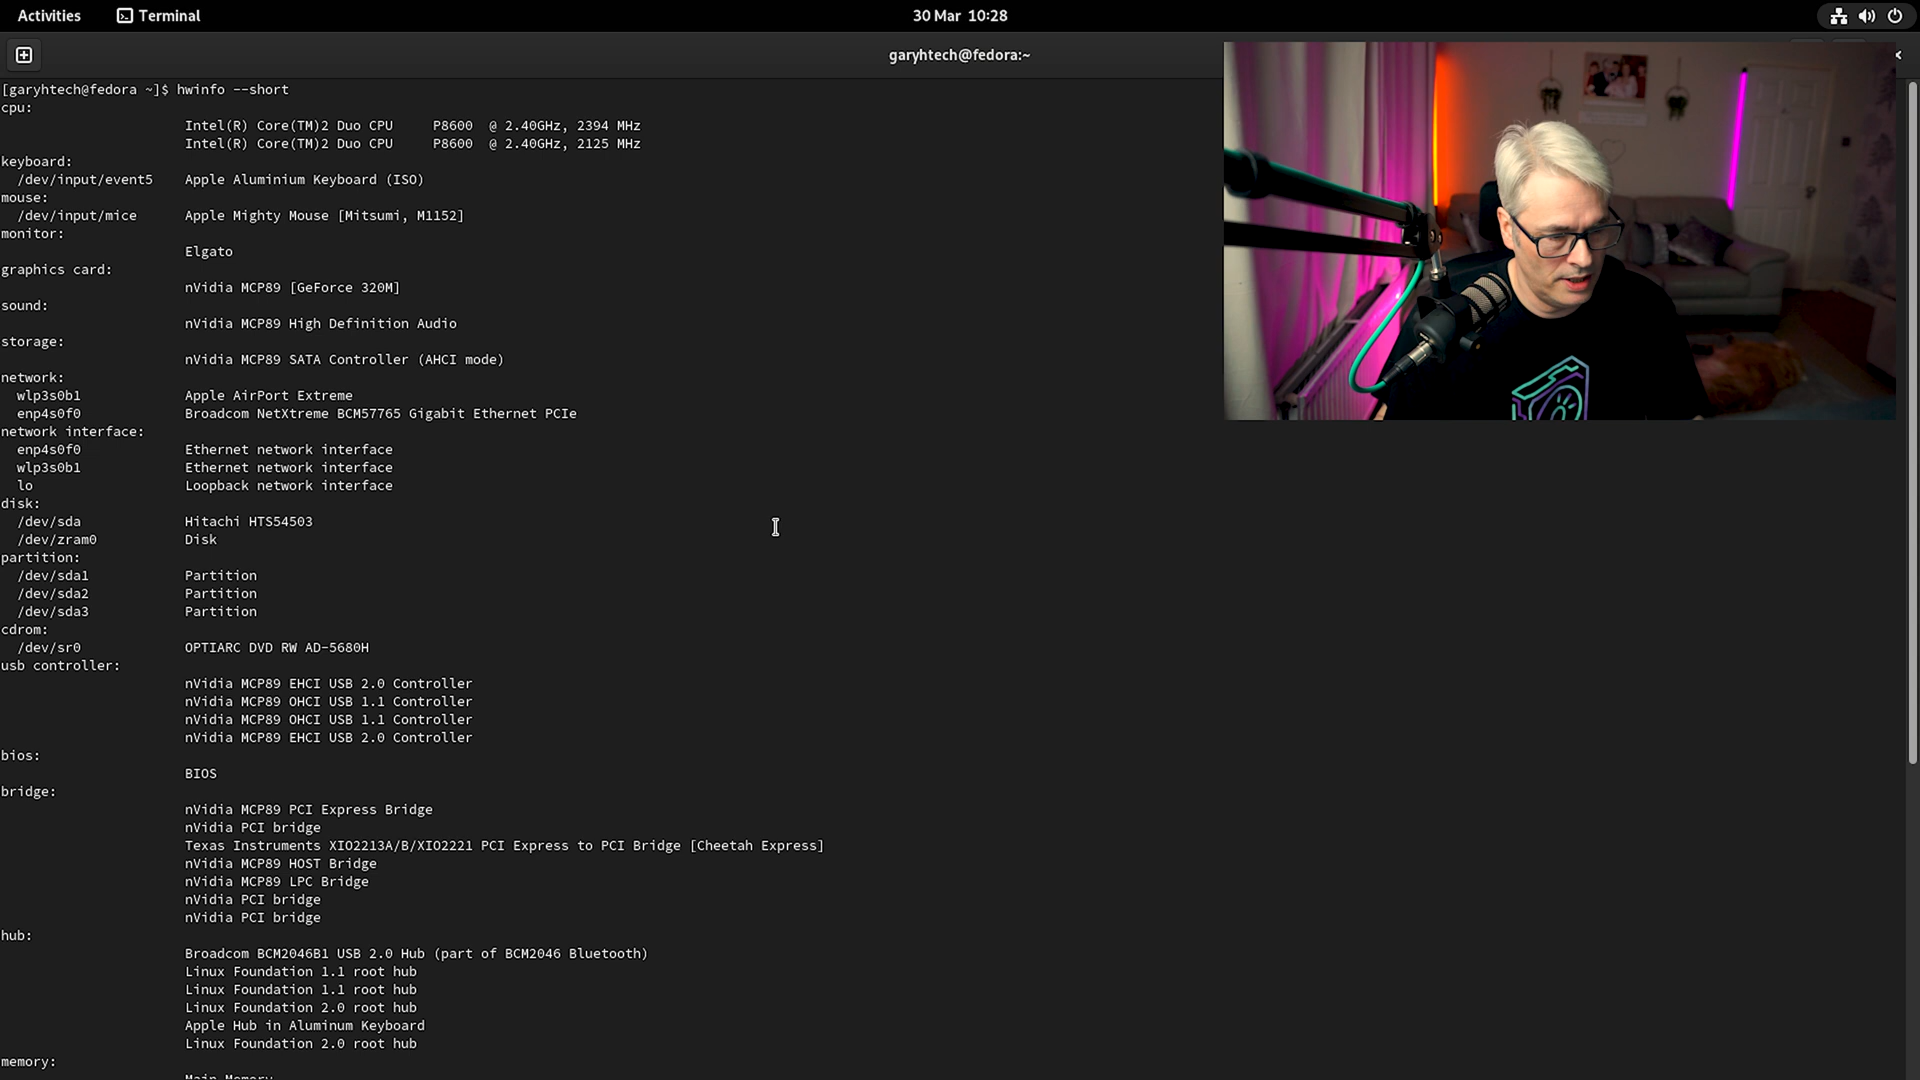 Activities Terminal 30 Mar 10:28
garyhtech@fedora:~
[garyhtech@fedora ~]$ hwinfo --short
cpu:
Intel(R) Core(TM)2 Duo CPU     P8600  @ 2.40GHz, 2394 MHz
Intel(R) Core(TM)2 Duo CPU     P8600  @ 2.40GHz, 2125 MHz
keyboard:
/dev/input/event5    Apple Aluminium Keyboard (ISO)
mouse:
/dev/input/mice      Apple Mighty Mouse [Mitsumi, M1152]
monitor:
Elgato
graphics card:
nVidia MCP89 [GeForce 320M]
sound:
nVidia MCP89 High Definition Audio
storage:
nVidia MCP89 SATA Controller (AHCI mode)
network:
wlp3s0b1             Apple AirPort Extreme
enp4s0f0             Broadcom NetXtreme BCM57765 Gigabit Ethernet PCIe
network interface:
enp4s0f0             Ethernet network interface
wlp3s0b1             Ethernet network interface
lo                   Loopback network interface
disk:
/dev/sda             Hitachi HTS54503
/dev/zram0           Disk
partition:
/dev/sda1            Partition
/dev/sda2            Partition
/dev/sda3            Partition
cdrom:
/dev/sr0             OPTIARC DVD RW AD-5680H
usb controller:
nVidia MCP89 EHCI USB 2.0 Controller
nVidia MCP89 OHCI USB 1.1 Controller
nVidia MCP89 OHCI USB 1.1 Controller
nVidia MCP89 EHCI USB 2.0 Controller
bios:
BIOS
bridge:
nVidia MCP89 PCI Express Bridge
nVidia PCI bridge
Texas Instruments XIO2213A/B/XIO2221 PCI Express to PCI Bridge [Cheetah Express]
nVidia MCP89 HOST Bridge
nVidia MCP89 LPC Bridge
nVidia PCI bridge
nVidia PCI bridge
hub:
Broadcom BCM2046B1 USB 2.0 Hub (part of BCM2046 Bluetooth)
Linux Foundation 1.1 root hub
Linux Foundation 1.1 root hub
Linux Foundation 2.0 root hub
Apple Hub in Aluminum Keyboard
Linux Foundation 2.0 root hub
memory:
Main Memory